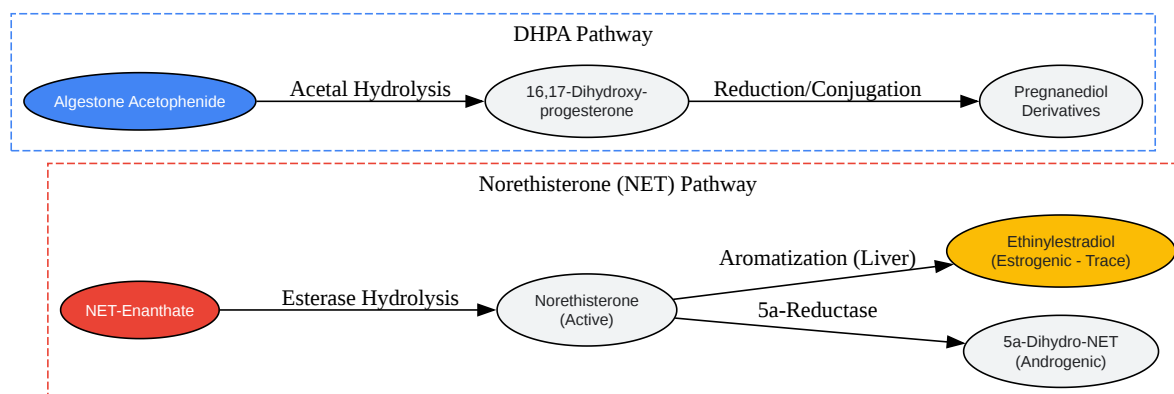 DHPA Pathway
Algestone Acetophenide
Acetal Hydrolysis
16,17-Dihydroxy-
progesterone
Reduction/Conjugation
Pregnanediol
Derivatives
Norethisterone (NET) Pathway
NET-Enanthate
Esterase Hydrolysis
Norethisterone
(Active)
Aromatization (Liver)
Ethinylestradiol
(Estrogenic - Trace)
5a-Reductase
5a-Dihydro-NET
(Androgenic)